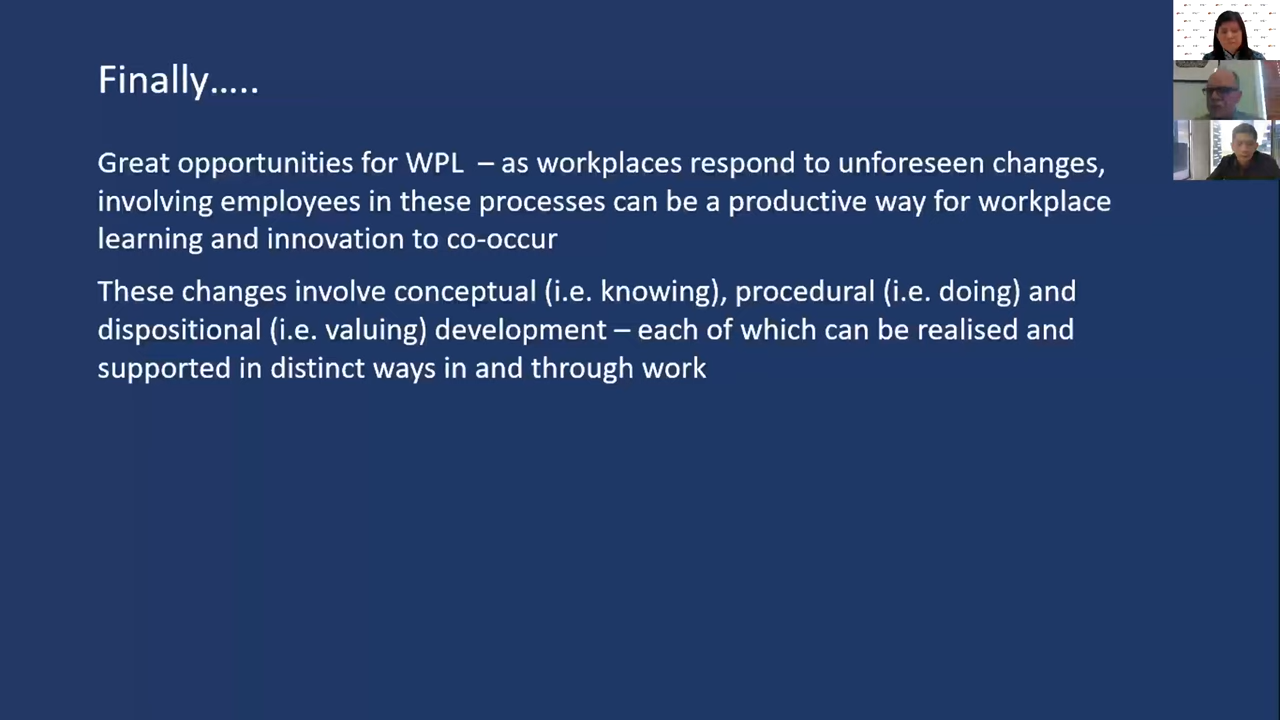 Finally…..
Great opportunities for WPL – as workplaces respond to unforeseen changes,
involving employees in these processes can be a productive way for workplace
learning and innovation to co-occur
These changes involve conceptual (i.e. knowing), procedural (i.e. doing) and
dispositional (i.e. valuing) development – each of which can be realised and
supported in distinct ways in and through work